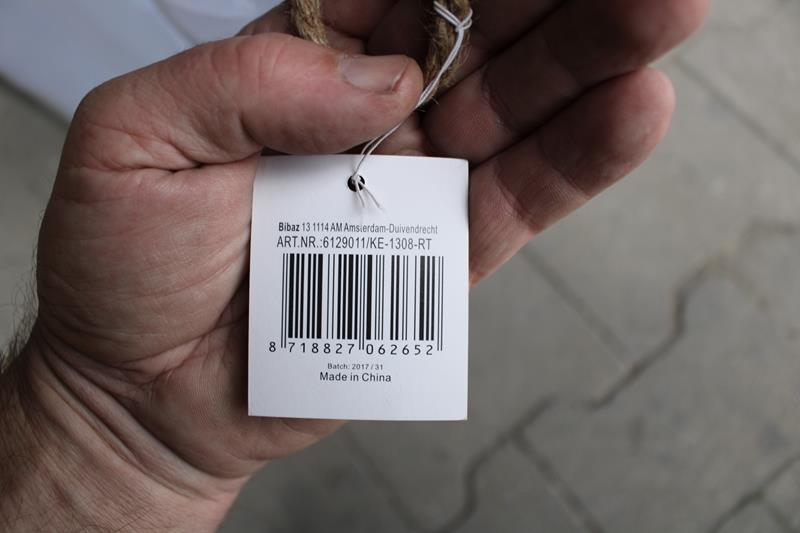 Bibaz 13 1114 AM Amsterdam-Duivendrecht
ART.NR.:6129011/KE-1308-RT
8 718827 062652
Batch: 2017 / 31
Made in China